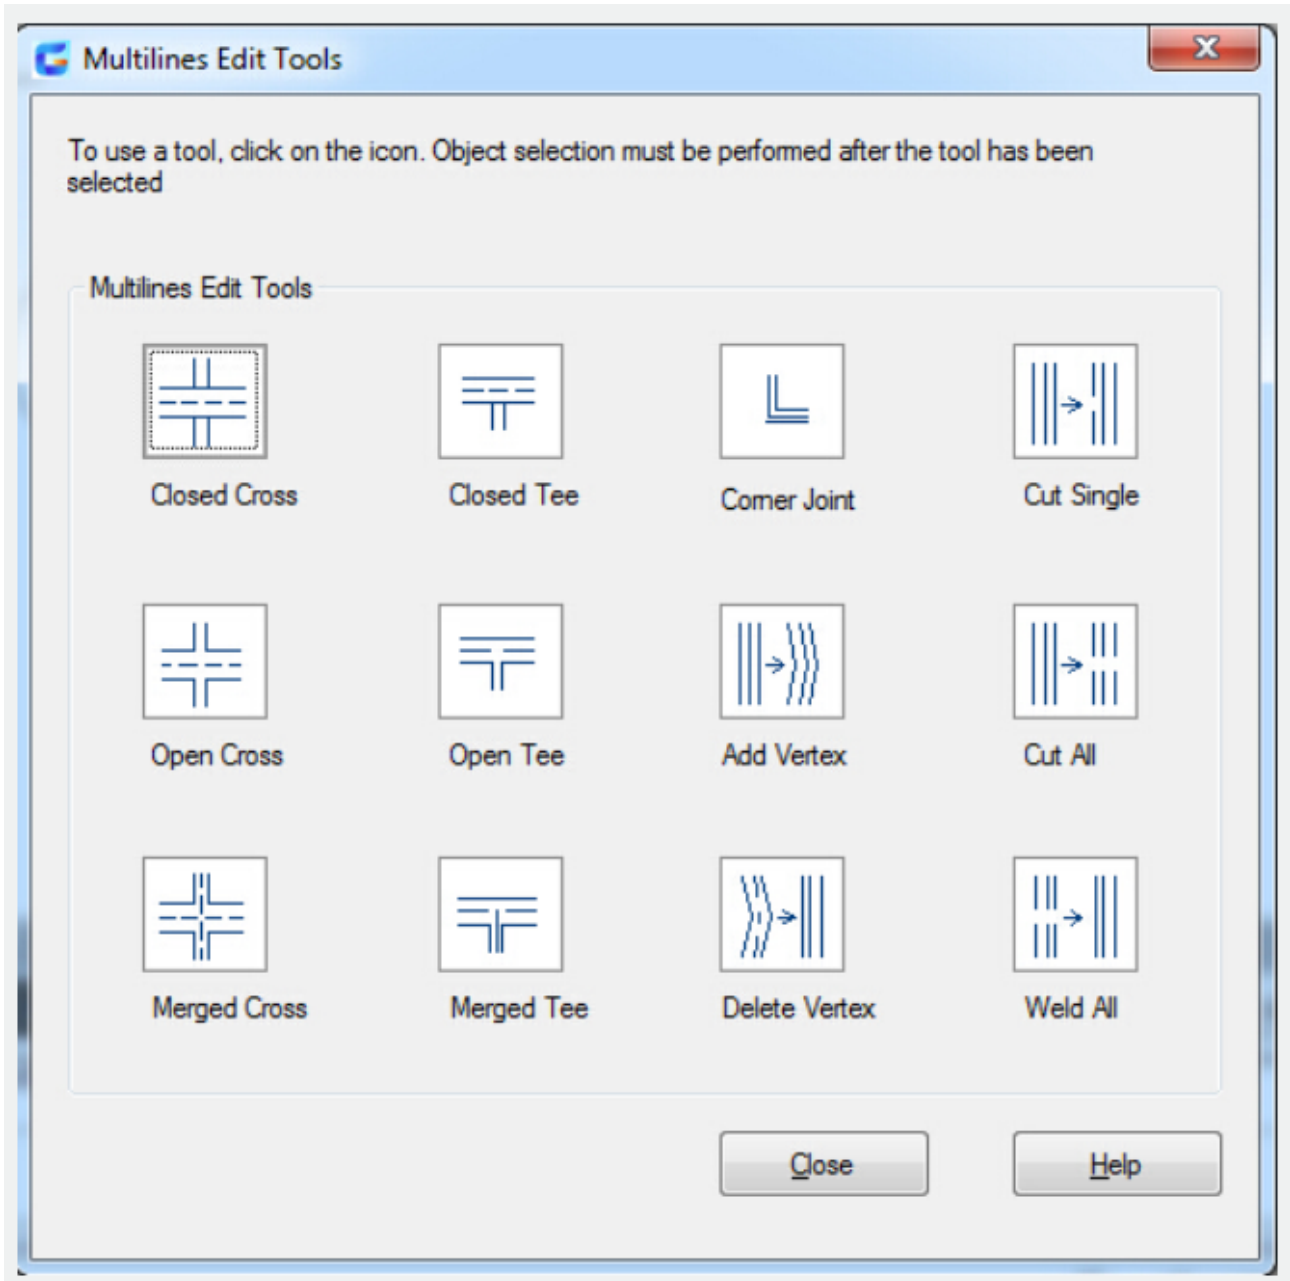 Multilines Edit Tools
To use a tool, click on the icon. Object selection must be performed after the tool has been
selected
Multilines Edit Tools
Closed Cross
Closed Tee
Corner Joint
Cut Single
Open Cross
Open Tee
Add Vertex
Cut All
Merged Cross
Merged Tee
Delete Vertex
Weld All
Close
Help